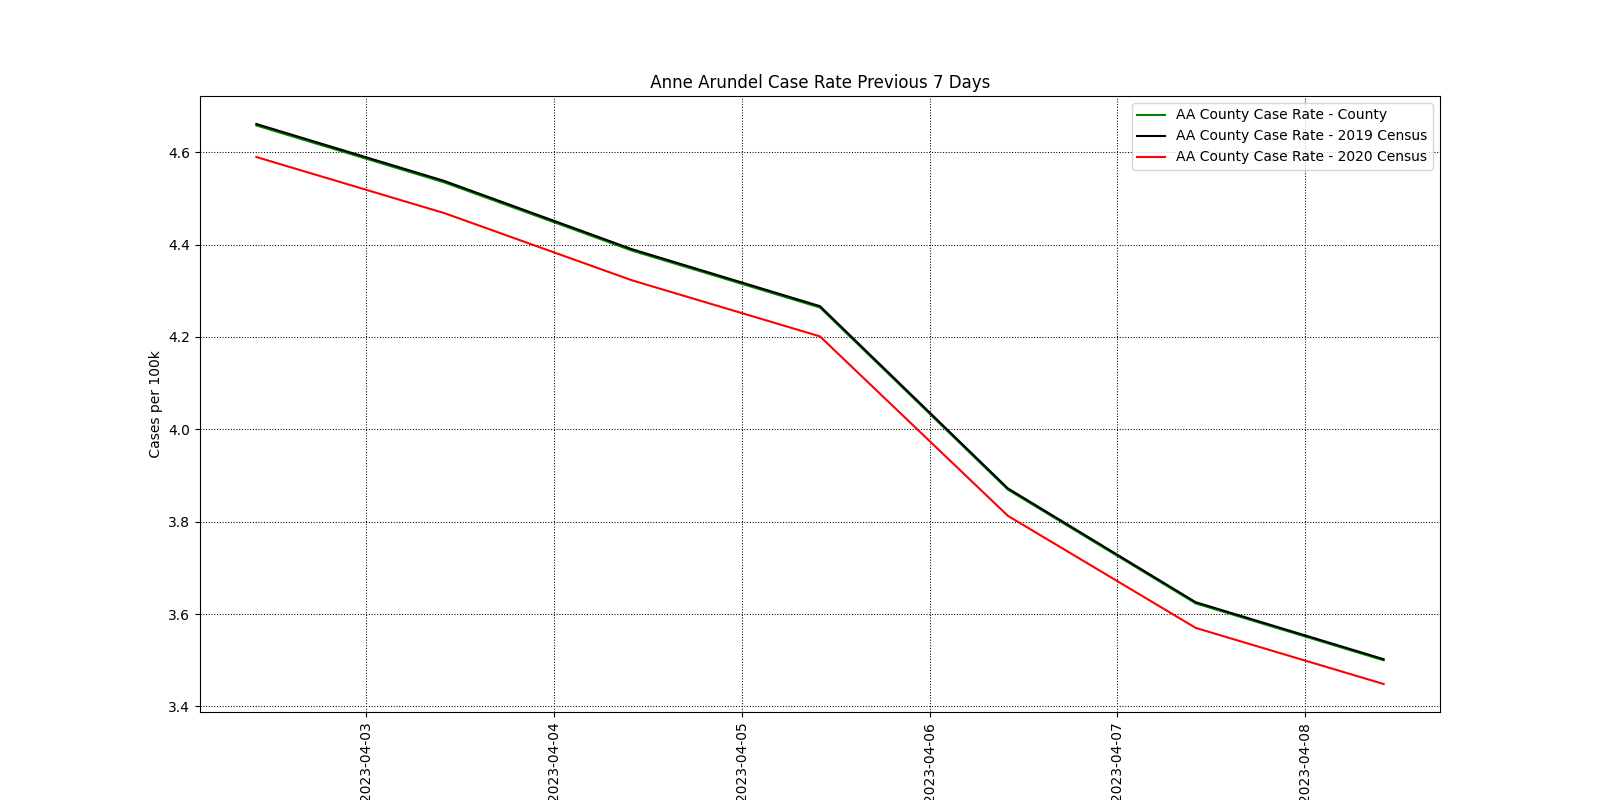 Anne Arundel Case Rate Previous 7 Days
AA County Case Rate - County
AA County Case Rate - 2019 Census
AA County Case Rate - 2020 Census
Cases per 100k
4.6
4.4
4.2
4.0
3.8
3.6
3.4
2023-04-03
2023-04-04
2023-04-05
2023-04-06
2023-04-07
2023-04-08